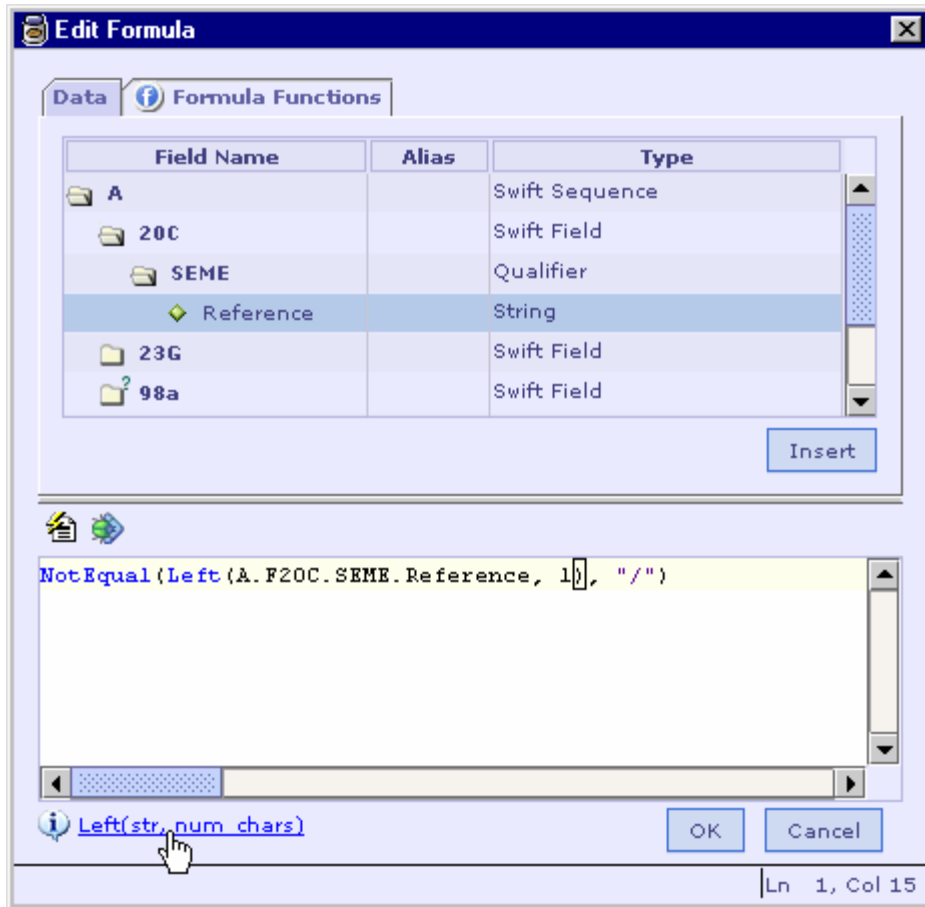 Edit Formula
Data Formula Functions
Field Name Alias Type
A Swift Sequence
20C Swift Field
SEME Qualifier
Reference String
23G Swift Field
98a Swift Field
Insert
NotEqual(Left(A.F20C.SEME.Reference, 1), "/")
Left(str, num_chars)
OK Cancel
Ln 1, Col 15